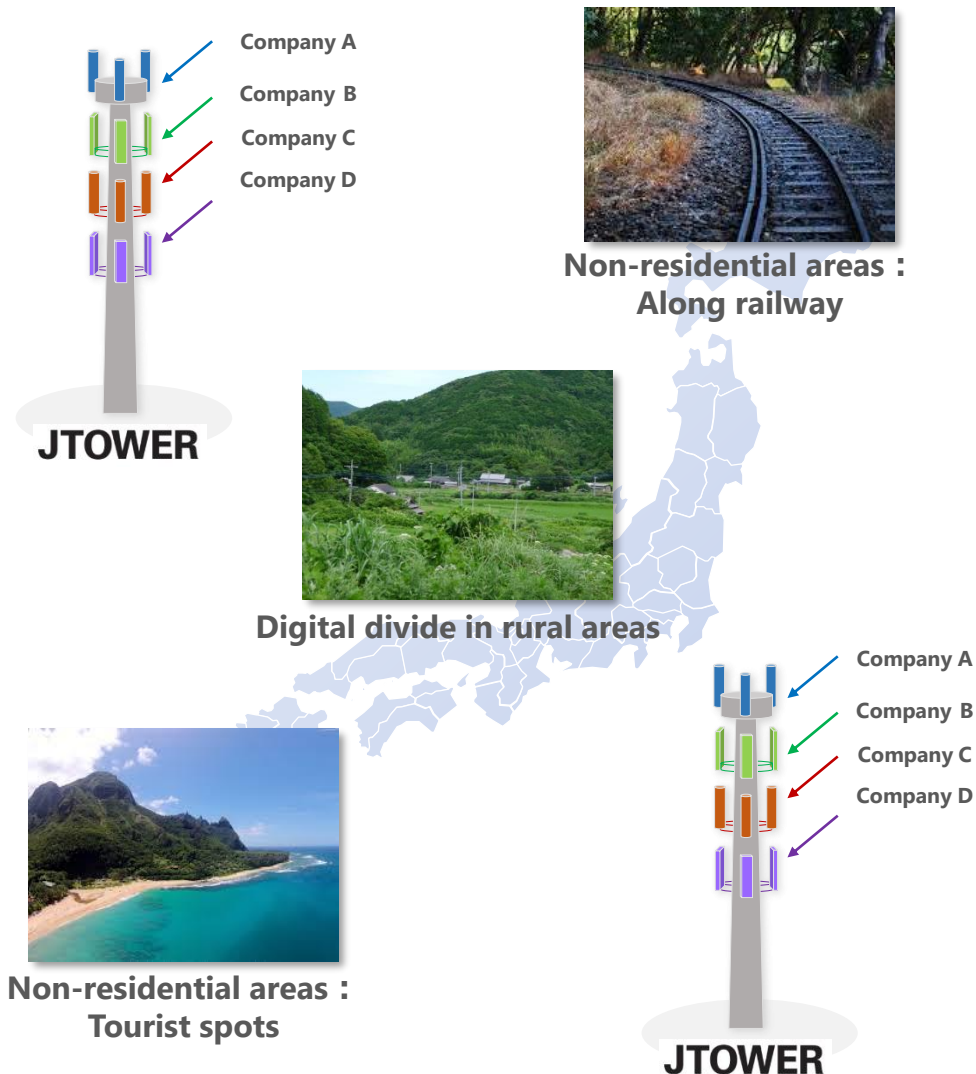 Company A
Company B
Company C
Company D
JTOWER
Non-residential areas：
Along railway
Digital divide in rural areas
Company A
Company B
Company C
Company D
Non-residential areas：
Tourist spots
JTOWER